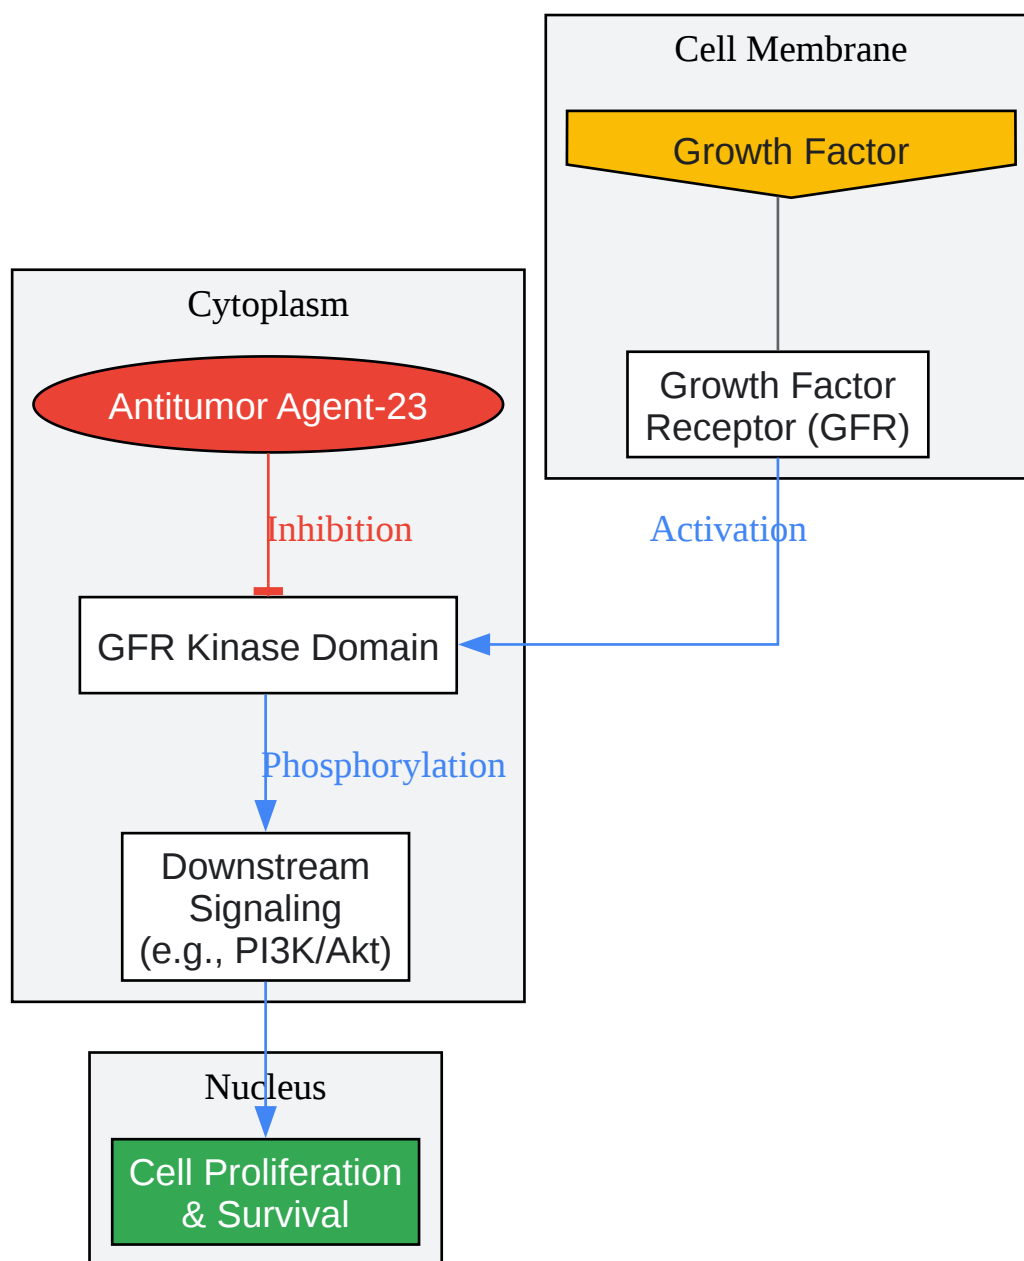 Cell Membrane
Growth Factor
Growth Factor
Receptor (GFR)
Cytoplasm
Antitumor Agent-23
Inhibition
Activation
GFR Kinase Domain
Phosphorylation
Downstream
Signaling
(e.g., PI3K/Akt)
Nucleus
Cell Proliferation
& Survival